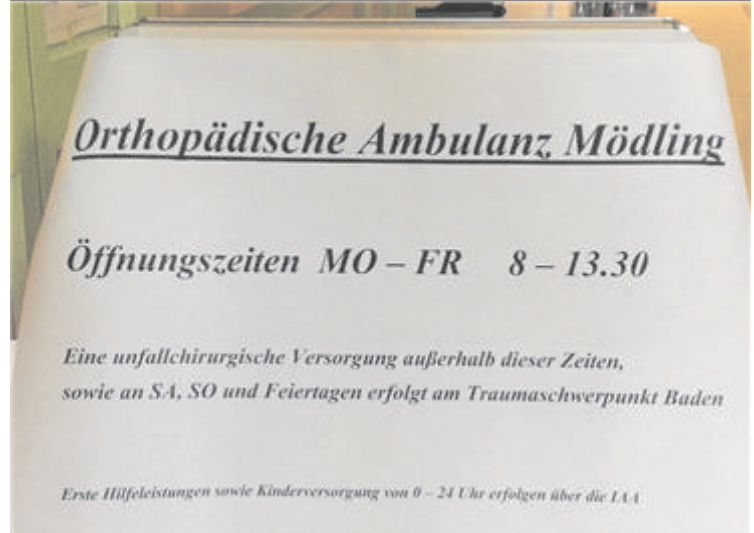 Orthopädische Ambulanz Mödling
Öffnungszeiten MO – FR 8 – 13.30
Eine unfallchirurgische Versorgung außerhalb dieser Zeiten,
sowie an SA, SO und Feiertagen erfolgt am Traumaschwerpunkt Baden
Erste Hilfeleistungen sowie Kinderversorgung von 0 – 24 Uhr erfolgen über die IAA